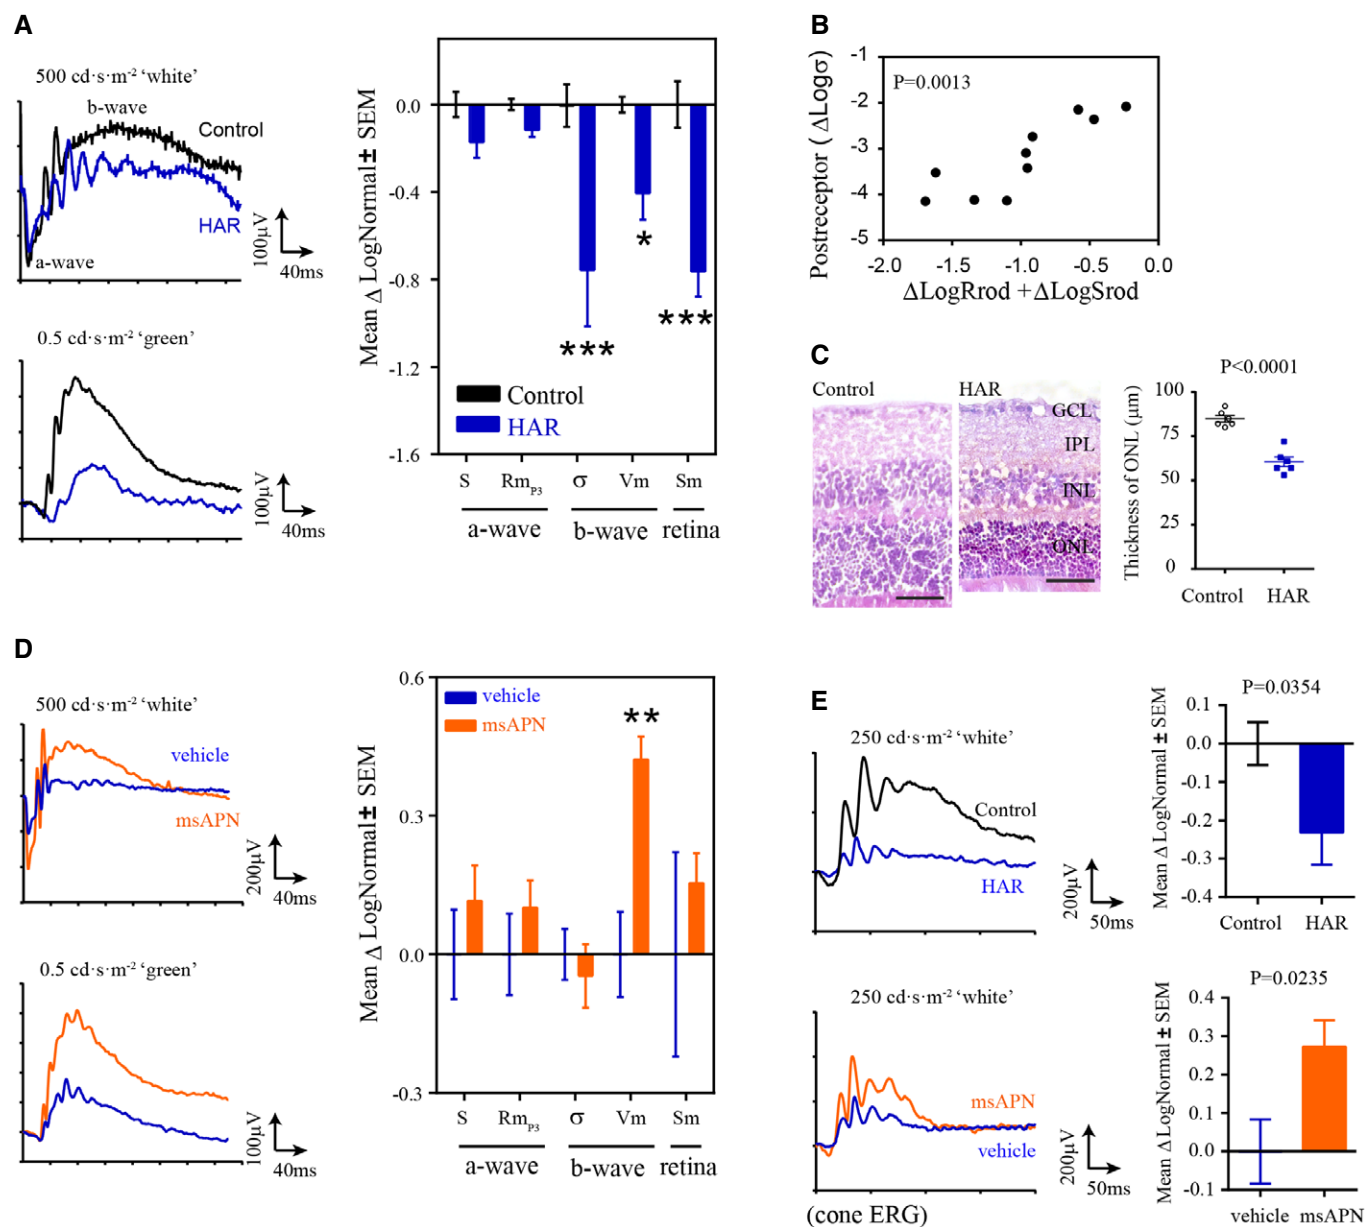 A
500 cd·s·m-2 ‘white’
b-wave
Control
HAR
a-wave
100µV
40ms
0.5 cd·s·m-2 ‘green’
100µV
40ms
Mean Δ LogNormal ± SEM
0.0
-0.4
-0.8
-1.2
-1.6
***
*
***
Control
HAR
S
RmP3
σ
Vm
Sm
a-wave
b-wave
retina
B
Postreceptor (ΔLogσ)
-1
-2
-3
-4
-5
P=0.0013
-2.0
-1.5
-1.0
-0.5
0.0
ΔLogRrod +ΔLogSrod
C
Control
HAR
GCL
IPL
INL
ONL
P<0.0001
Thickness of ONL (µm)
100
75
50
25
0
Control
HAR
D
500 cd·s·m-2 ‘white’
vehicle
msAPN
200µV
40ms
0.5 cd·s·m-2 ‘green’
100µV
40ms
Mean Δ LogNormal ± SEM
0.6
0.3
0.0
-0.3
vehicle
msAPN
**
S
RmP3
σ
Vm
Sm
a-wave
b-wave
retina
E
250 cd·s·m-2 ‘white’
Control
HAR
200µV
50ms
P=0.0354
Mean Δ LogNormal ± SEM
0.1
0.0
-0.1
-0.2
-0.3
-0.4
Control
HAR
250 cd·s·m-2 ‘white’
msAPN
vehicle
200µV
50ms
(cone ERG)
P=0.0235
Mean Δ LogNormal ± SEM
0.4
0.3
0.2
0.1
0.0
-0.1
vehicle
msAPN